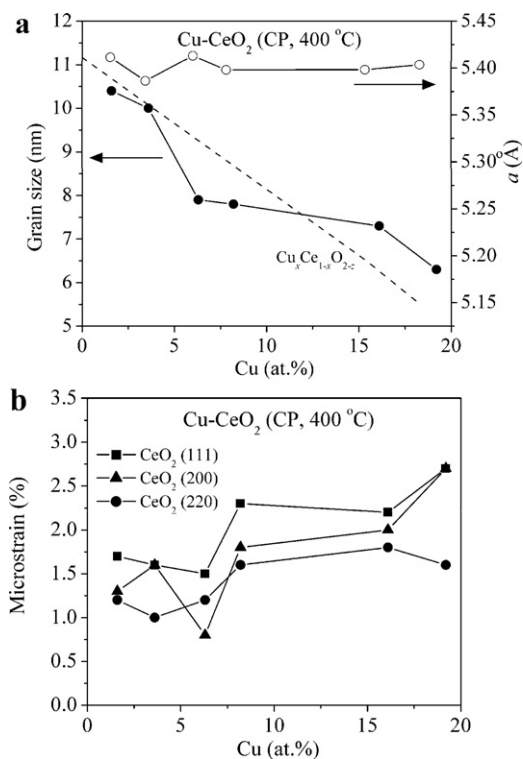 a
Cu-CeO₂ (CP, 400 °C)
Grain size (nm)
11
10
9
8
7
6
5
5.45
5.40
5.35
5.30
5.25
5.20
5.15
a (Å)
CuₓCe₁₋ₓO₂₋z
0 5 10 15 20
Cu (at.%)
b
Cu-CeO₂ (CP, 400 °C)
CeO₂ (111)
CeO₂ (200)
CeO₂ (220)
Microstrain (%)
3.5
3.0
2.5
2.0
1.5
1.0
0.5
0.0
0 5 10 15 20
Cu (at.%)